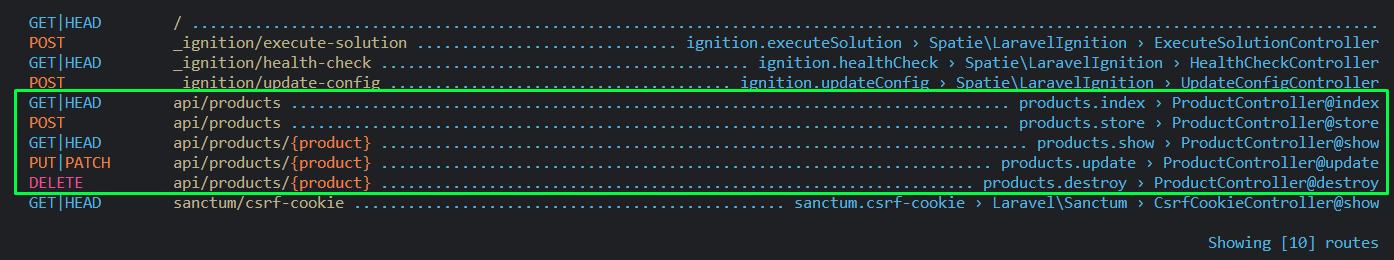 GET|HEAD / ....................................................................................................................................
POST _ignition/execute-solution ............................. ignition.executeSolution › Spatie\LaravelIgnition › ExecuteSolutionController
GET|HEAD _ignition/health-check ......................................... ignition.healthCheck › Spatie\LaravelIgnition › HealthCheckController
POST _ignition/update-config ...................................... ignition.updateConfig › Spatie\LaravelIgnition › UpdateConfigController
GET|HEAD api/products ................................................................................ products.index › ProductController@index
POST api/products ................................................................................ products.store › ProductController@store
GET|HEAD api/products/{product} ........................................................................ products.show › ProductController@show
PUT|PATCH api/products/{product} .................................................................... products.update › ProductController@update
DELETE api/products/{product} .................................................................. products.destroy › ProductController@destroy
GET|HEAD sanctum/csrf-cookie ................................................ sanctum.csrf-cookie › Laravel\Sanctum › CsrfCookieController@show
Showing [10] routes